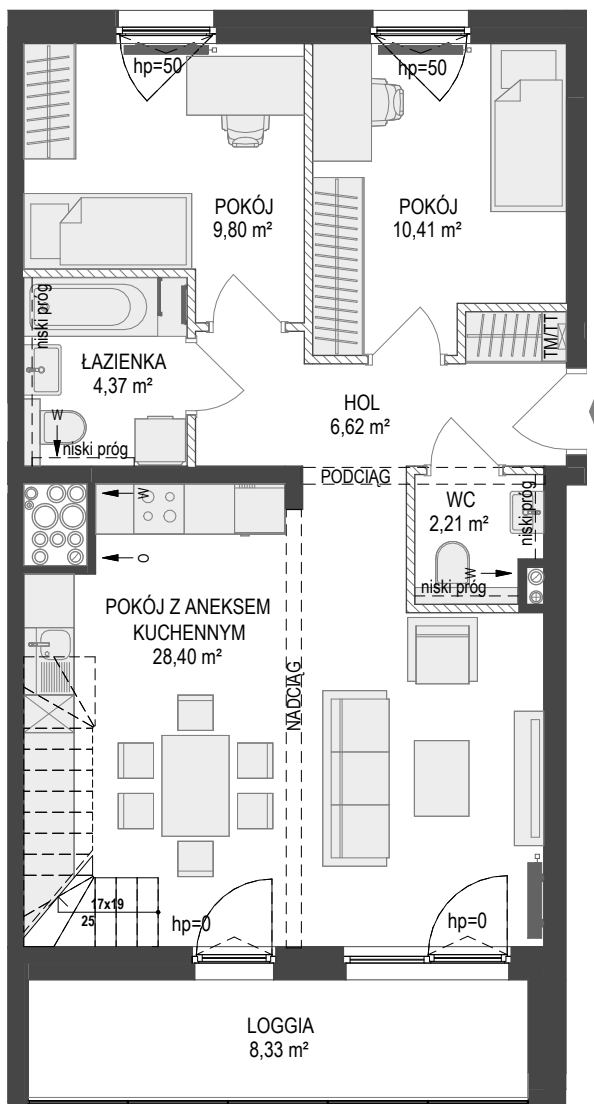 hp=50
hp=50
POKÓJ
9,80 m²
POKÓJ
10,41 m²
niski próg
ŁAZIENKA
4,37 m²
TM/TT
HOL
6,62 m²
W
niski próg
PODCIĄG
W
WC
2,21 m²
niski próg
O
W
niski próg
POKÓJ Z ANEKSEM
KUCHENNYM
28,40 m²
NADCIĄG
17x19
25
hp=0
hp=0
LOGGIA
8,33 m²